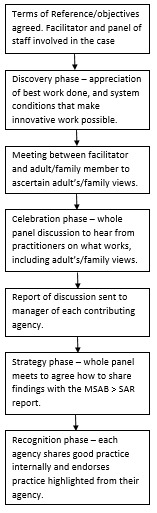 Terms of Reference/objectives
agreed. Facilitator and panel of
staff involved in the case
Discovery phase – appreciation
of best work done, and system
conditions that make
innovative work possible.
Meeting between facilitator
and adult/family member to
ascertain adult's/family views.
Celebration phase – whole
panel discussion to hear from
practitioners on what works,
including adult's/family views.
Report of discussion sent to
manager of each contributing
agency.
Strategy phase – whole panel
meets to agree how to share
findings with the MSAB > SAR
report.
Recognition phase – each
agency shares good practice
internally and endorses
practice highlighted from their
agency.